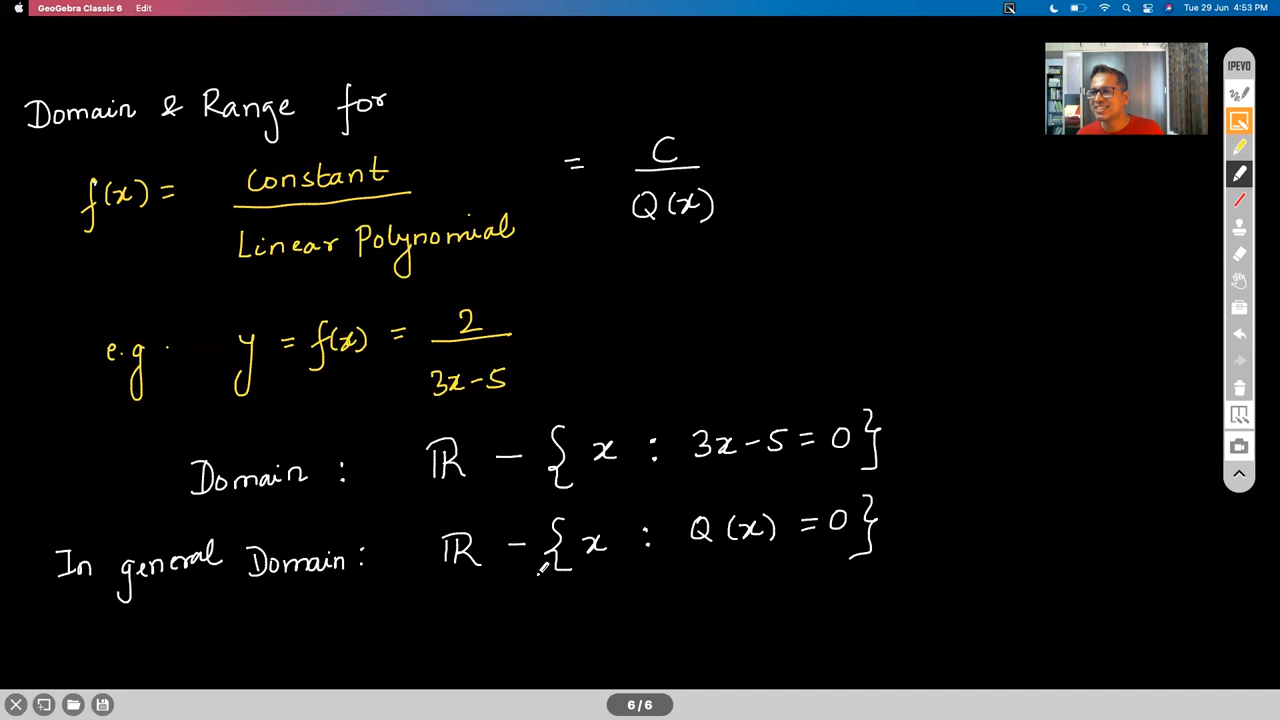 GeoGebra Classic 6 Edit Tue 29 Jun 4:53 PM
IPEVO
Domain & Range for
f(x) = Constant / Linear Polynomial = C / Q(x)
e.g. y = f(x) = 2 / 3x-5
Domain : ℝ - { x : 3x-5=0}
In general Domain : ℝ - { x : Q(x) =0}
6/6